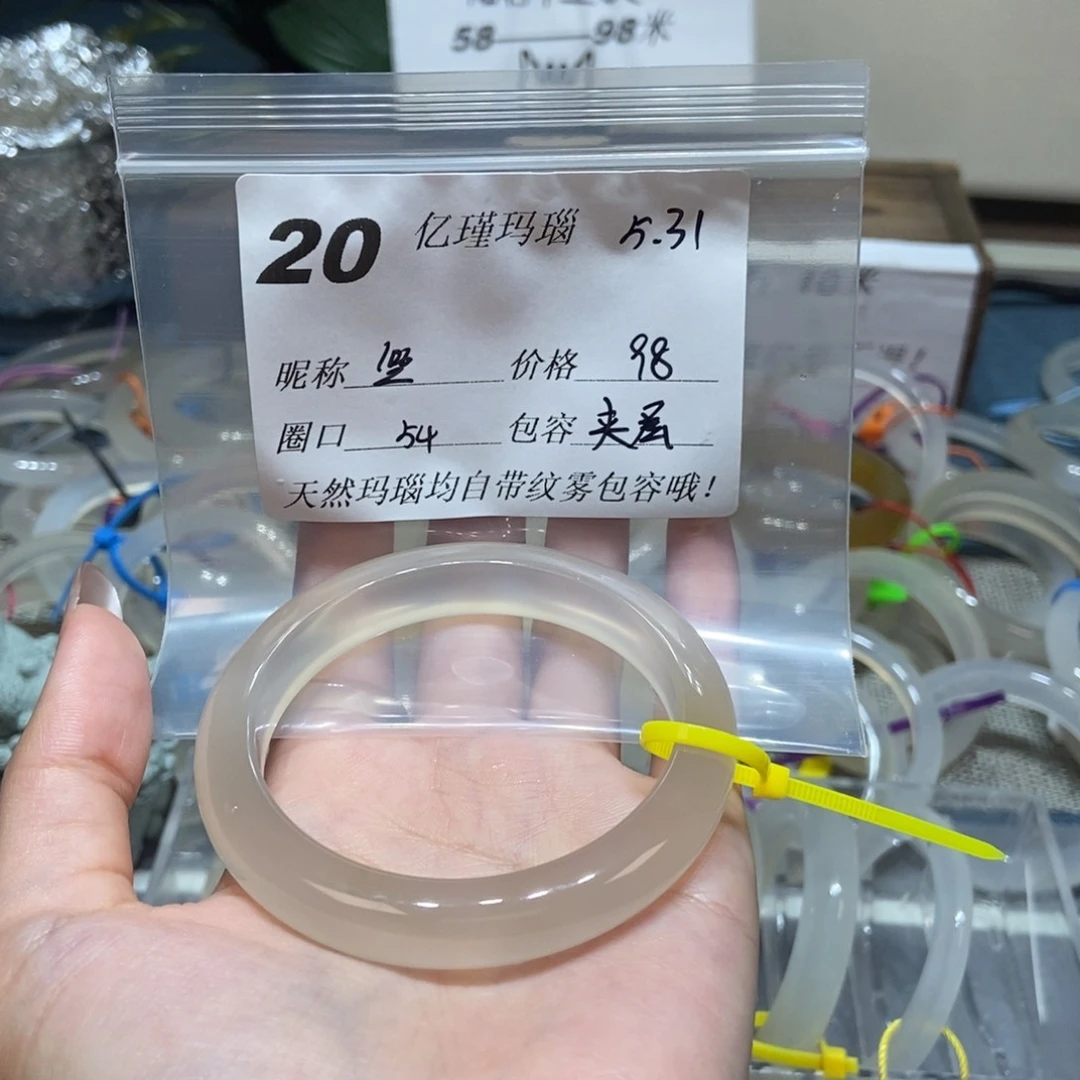 58——98米
20 亿瑾玛瑙 5.31
昵称 价格 98
圈口 54 包容 夹层
天然玛瑙均自带纹雾包容哦！